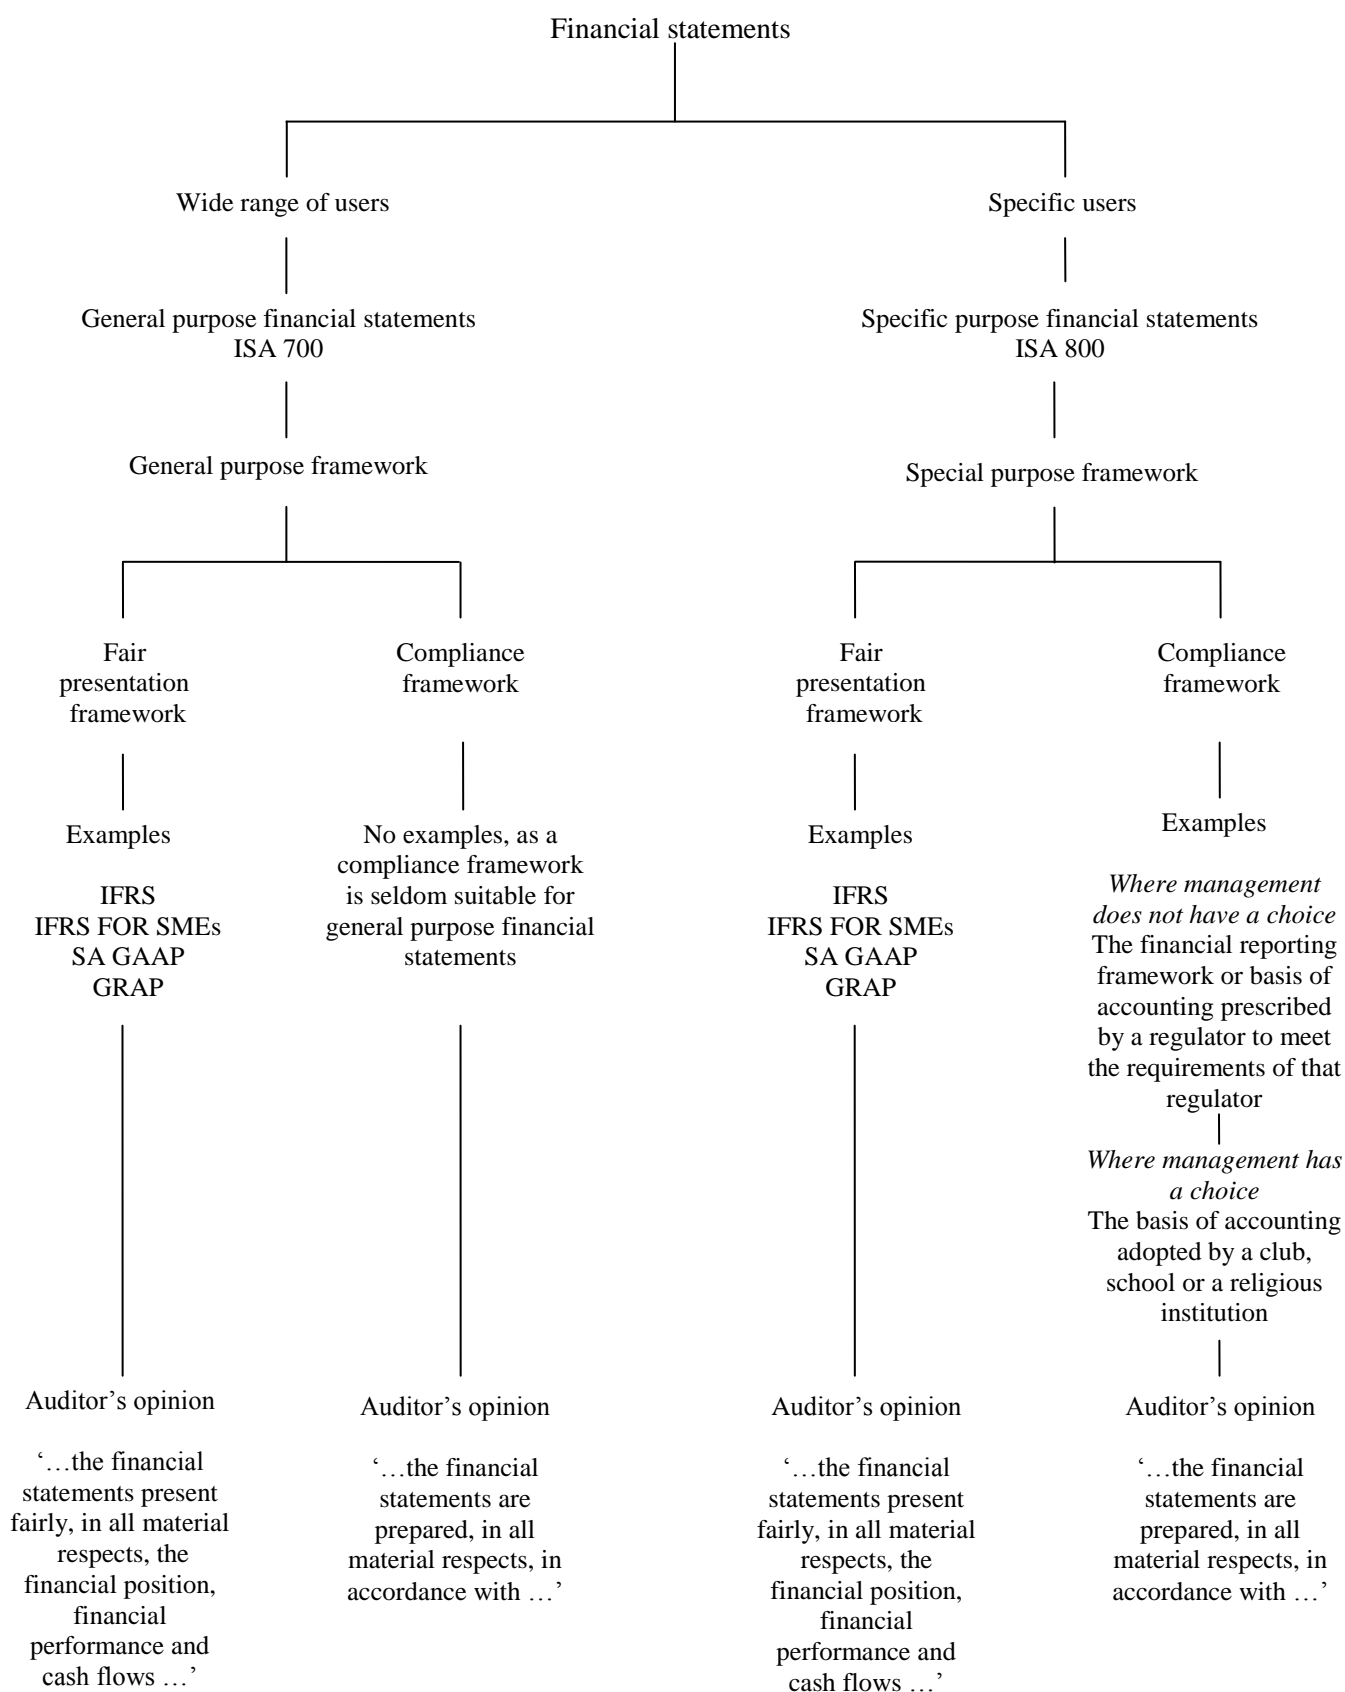 Financial statements
Wide range of users
Specific users
General purpose financial statements
ISA 700
Specific purpose financial statements
ISA 800
General purpose framework
Special purpose framework
Fair
presentation
framework
Compliance
framework
Fair
presentation
framework
Compliance
framework
Examples
IFRS
IFRS FOR SMEs
SA GAAP
GRAP
No examples, as a
compliance framework
is seldom suitable for
general purpose financial
statements
Examples
IFRS
IFRS FOR SMEs
SA GAAP
GRAP
Examples
Where management
does not have a choice
The financial reporting
framework or basis of
accounting prescribed
by a regulator to meet
the requirements of that
regulator
Where management has
a choice
The basis of accounting
adopted by a club,
school or a religious
institution
Auditor’s opinion
‘…the financial
statements present
fairly, in all material
respects, the
financial position,
financial
performance and
cash flows …’
Auditor’s opinion
‘…the financial
statements are
prepared, in all
material respects, in
accordance with …’
Auditor’s opinion
‘…the financial
statements present
fairly, in all material
respects, the
financial position,
financial
performance and
cash flows …’
Auditor’s opinion
‘…the financial
statements are
prepared, in all
material respects, in
accordance with …’